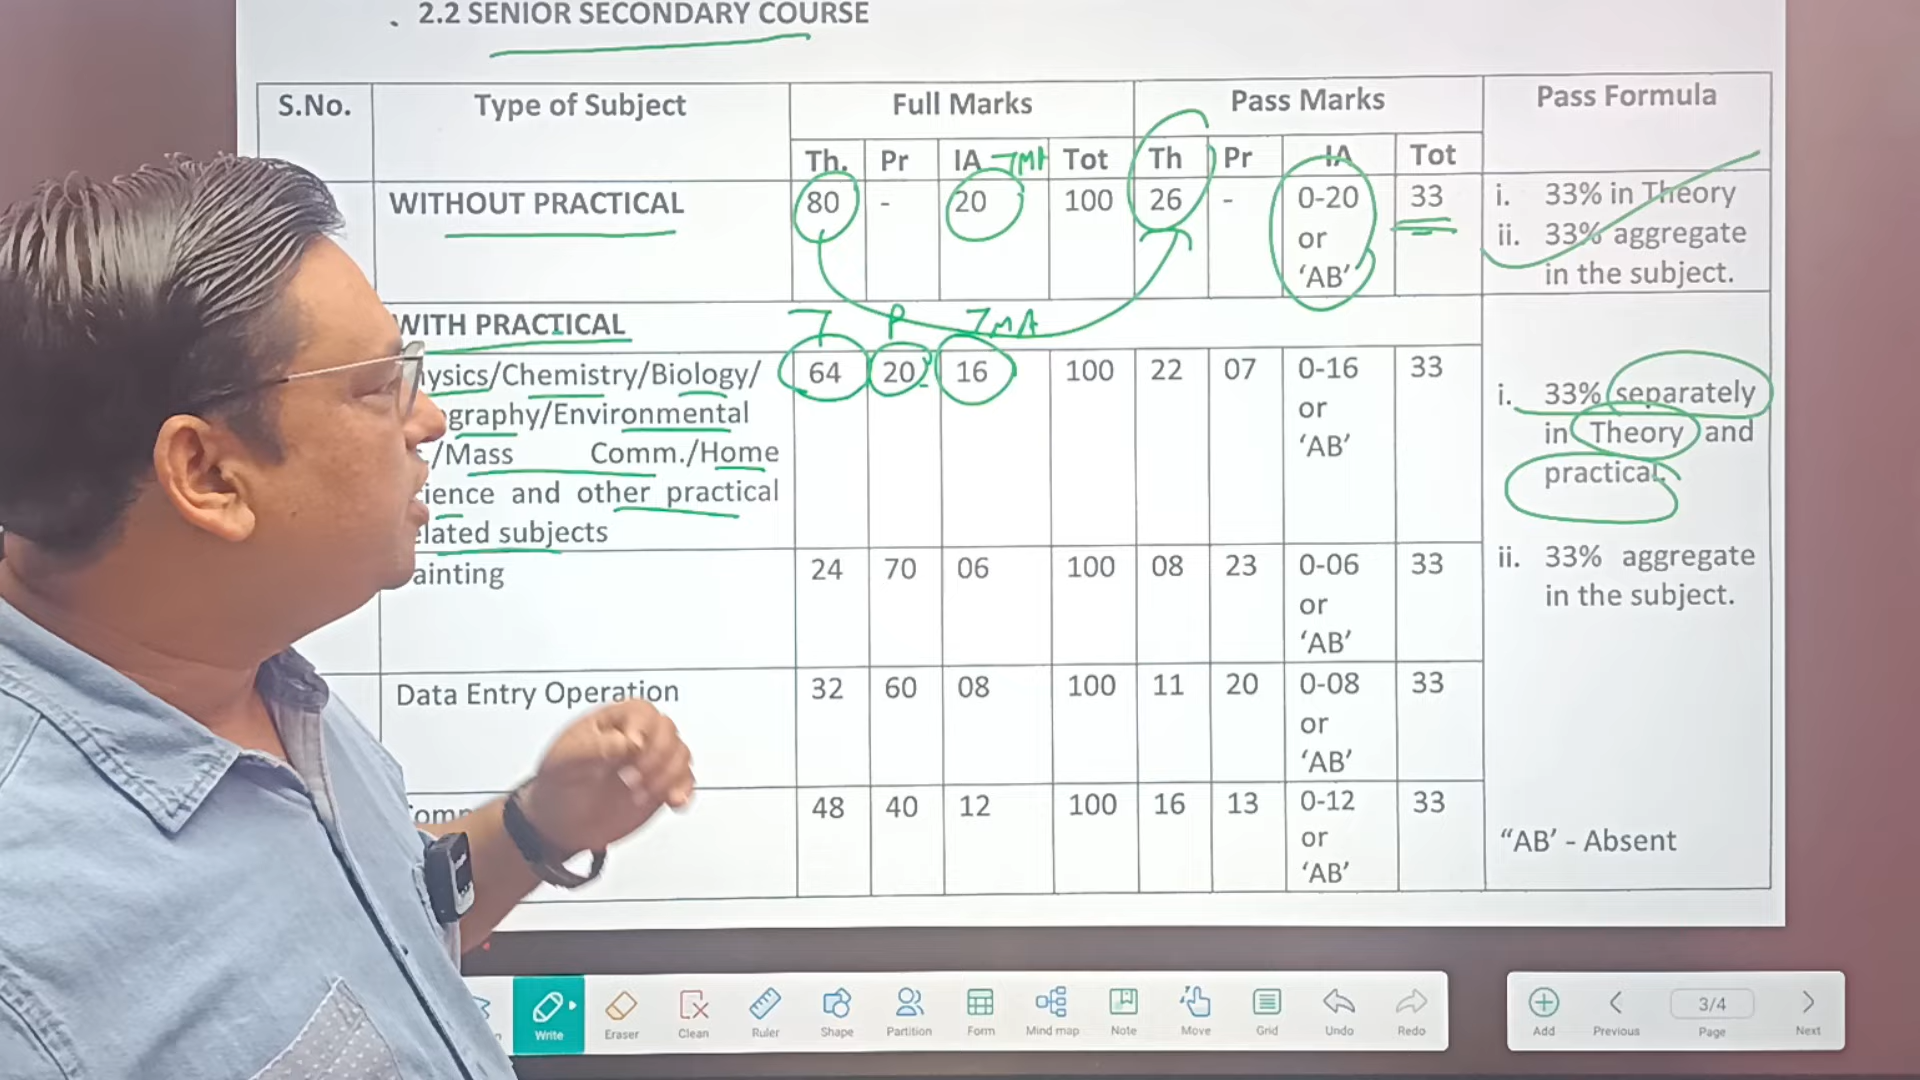 2.2 SENIOR SECONDARY COURSE
S.No. Type of Subject Full Marks Pass Marks Pass Formula
Th. Pr IA TMA Tot Th Pr IA Tot
WITHOUT PRACTICAL 80 - 20 100 26 - 0-20 33 i. 33% in Theory
or ii. 33% aggregate
‘AB’ in the subject.
WITH PRACTICAL T P TMA
ysics/Chemistry/Biology/ 64 20 16 100 22 07 0-16 33 i. 33% separately
graphy/Environmental or in Theory and
/Mass Comm./Home ‘AB’ practical.
ience and other practical
lated subjects
ainting 24 70 06 100 08 23 0-06 33 ii. 33% aggregate
or in the subject.
‘AB’
Data Entry Operation 32 60 08 100 11 20 0-08 33
or
‘AB’
omp 48 40 12 100 16 13 0-12 33
or “AB’ - Absent
‘AB’
Write Eraser Clean Ruler Shape Partition Form Mind map Note Move Grid Undo Redo Add Previous 3/4 Page Next